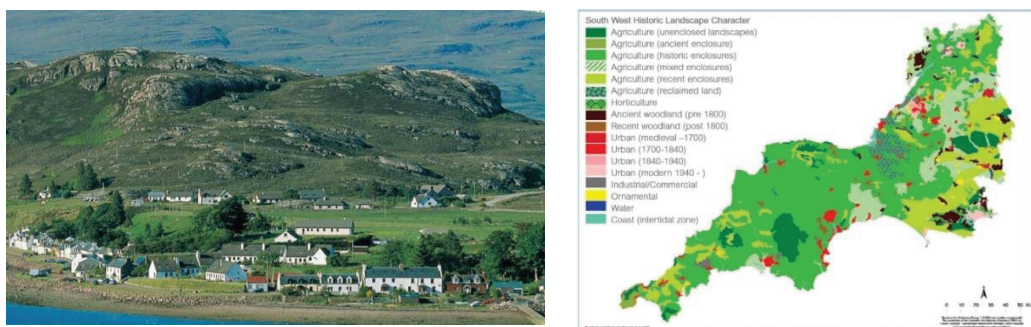 South West Historic Landscape Character
Agriculture (unenclosed landscapes)
Agriculture (ancient enclosure)
Agriculture (historic enclosures)
Agriculture (mixed enclosures)
Agriculture (recent enclosures)
Agriculture (reclaimed land)
Horticulture
Ancient woodland (pre 1800)
Recent woodland (post 1800)
Urban (medieval -1700)
Urban (1700-1840)
Urban (1840-1940)
Urban (modern 1940 - )
Industrial/Commercial
Ornamental
Water
Coast (intertidal zone)